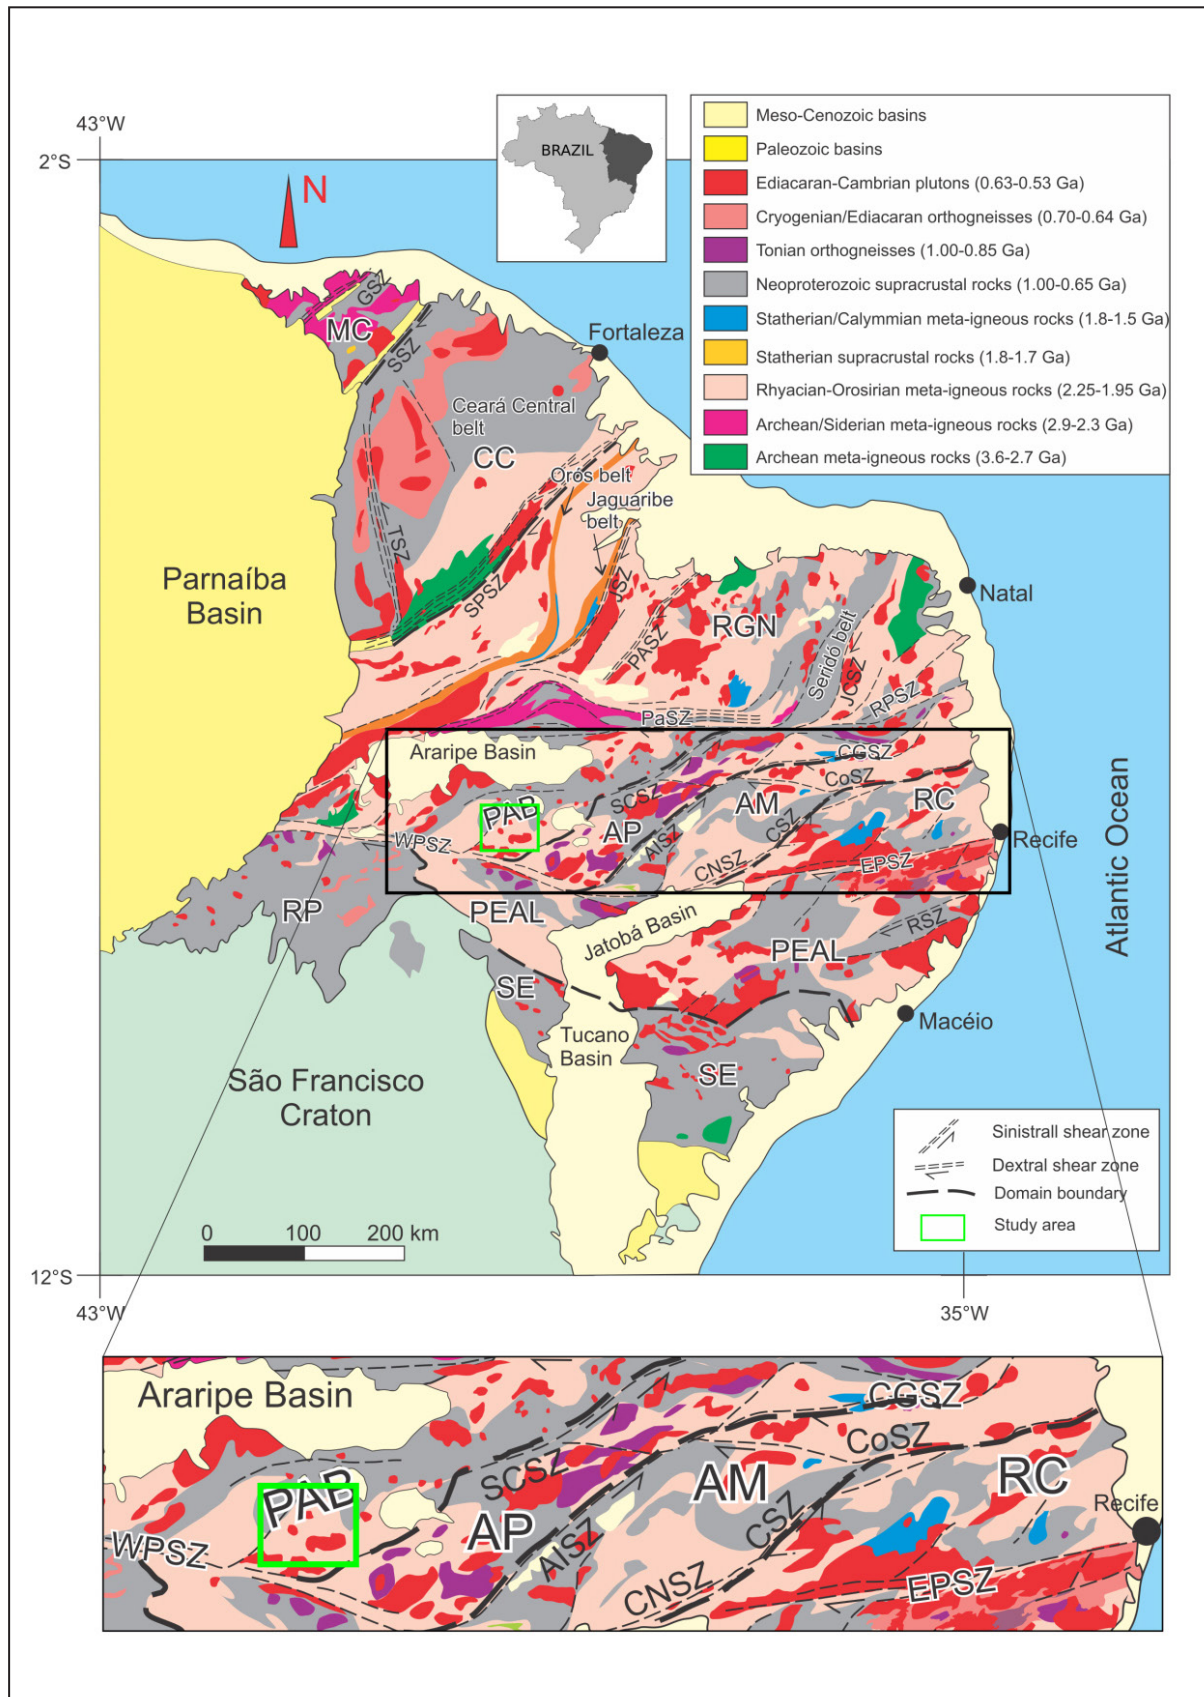 43°W
2°S
N
BRAZIL
Meso-Cenozoic basins
Paleozoic basins
Ediacaran-Cambrian plutons (0.63-0.53 Ga)
Cryogenian/Ediacaran orthogneisses (0.70-0.64 Ga)
Tonian orthogneisses (1.00-0.85 Ga)
Neoproterozoic supracrustal rocks (1.00-0.65 Ga)
Statherian/Calymmian meta-igneous rocks (1.8-1.5 Ga)
Statherian supracrustal rocks (1.8-1.7 Ga)
Rhyacian-Orosirian meta-igneous rocks (2.25-1.95 Ga)
Archean/Siderian meta-igneous rocks (2.9-2.3 Ga)
Archean meta-igneous rocks (3.6-2.7 Ga)
GSZ
MC
SSZ
Fortaleza
Ceará Central
belt
CC
Orós belt
Jaguaribe
belt
TSZ
SPSZ
JSZ
Parnaíba
Basin
PASZ
RGN
Seridó belt
JCSZ
RPSZ
Natal
PaSZ
Araripe Basin
CGSZ
CoSZ
SCSZ
AM
RC
PAB
AP
AISZ
CSZ
WPSZ
CNSZ
EPSZ
Recife
Atlantic Ocean
RP
PEAL
Jatobá Basin
PEAL
RSZ
SE
Tucano
Basin
Macéio
SE
São Francisco
Craton
Sinistrall shear zone
Dextral shear zone
Domain boundary
Study area
0 100 200 km
12°S
43°W
35°W
Araripe Basin
CGSZ
CoSZ
SCSZ
AM
RC
PAB
AP
AISZ
CSZ
WPSZ
CNSZ
EPSZ
Recife